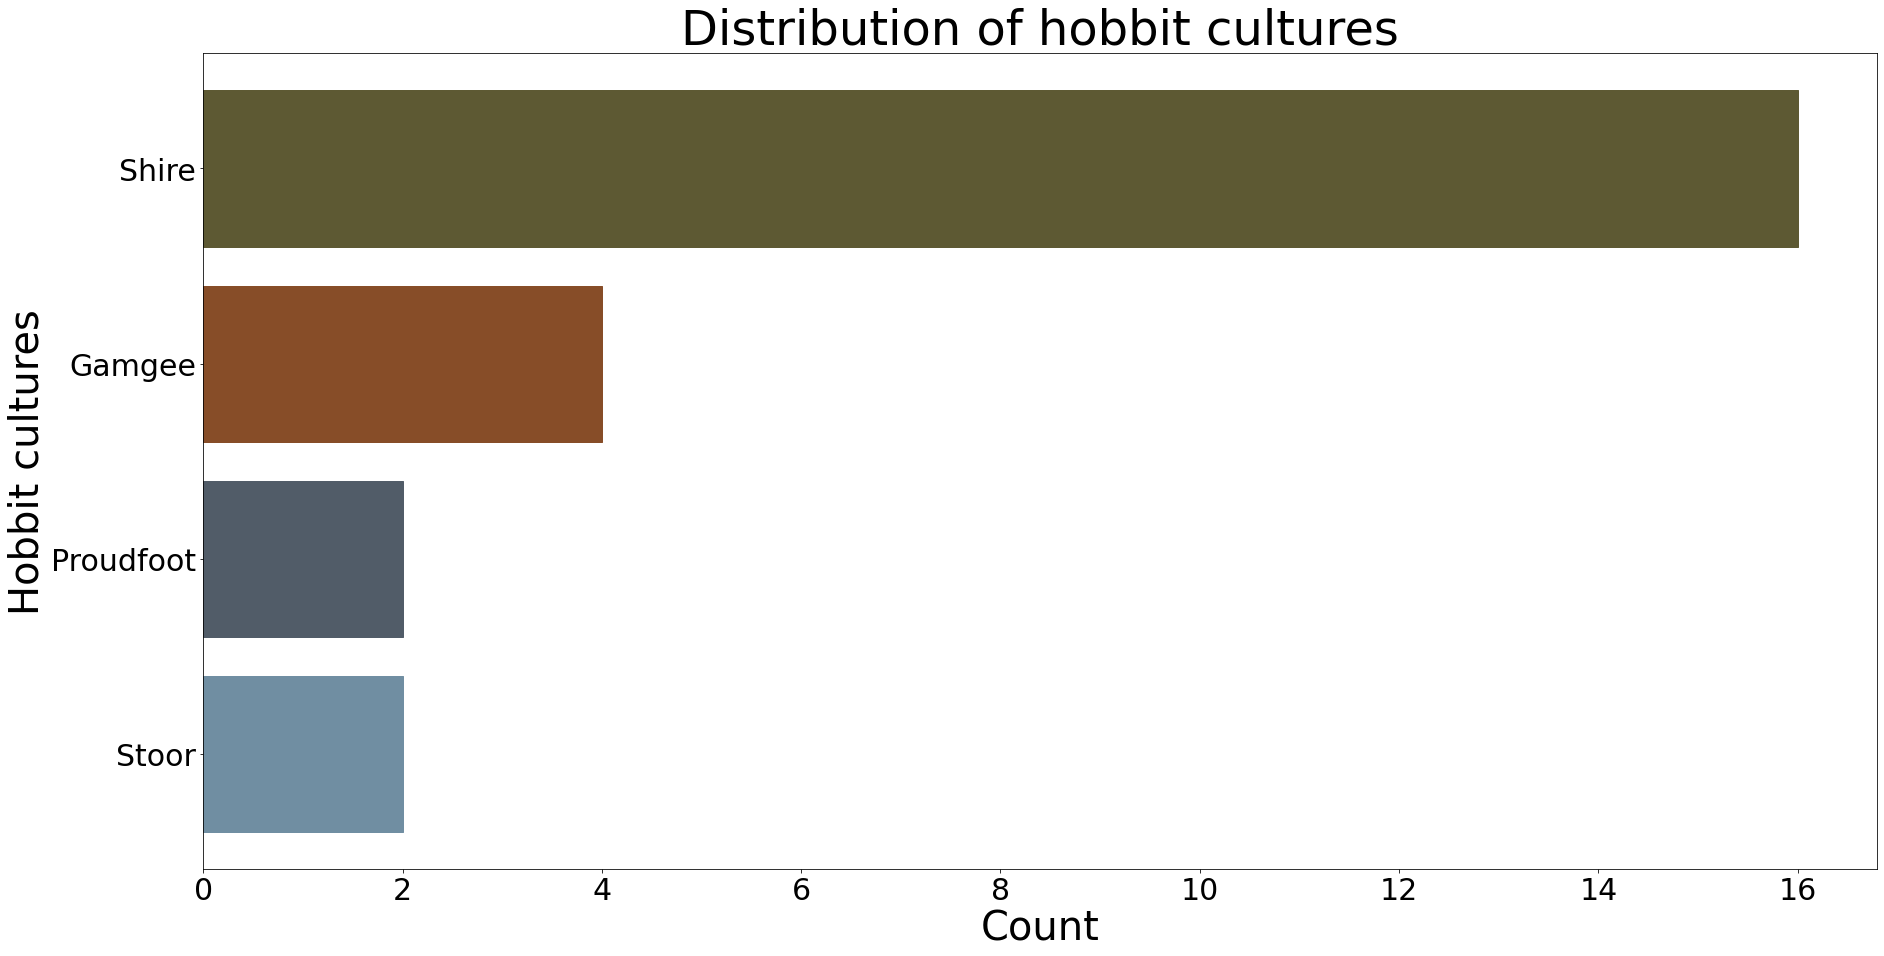 Distribution of hobbit cultures
Hobbit cultures
Shire
Gamgee
Proudfoot
Stoor
0 2 4 6 8 10 12 14 16
Count